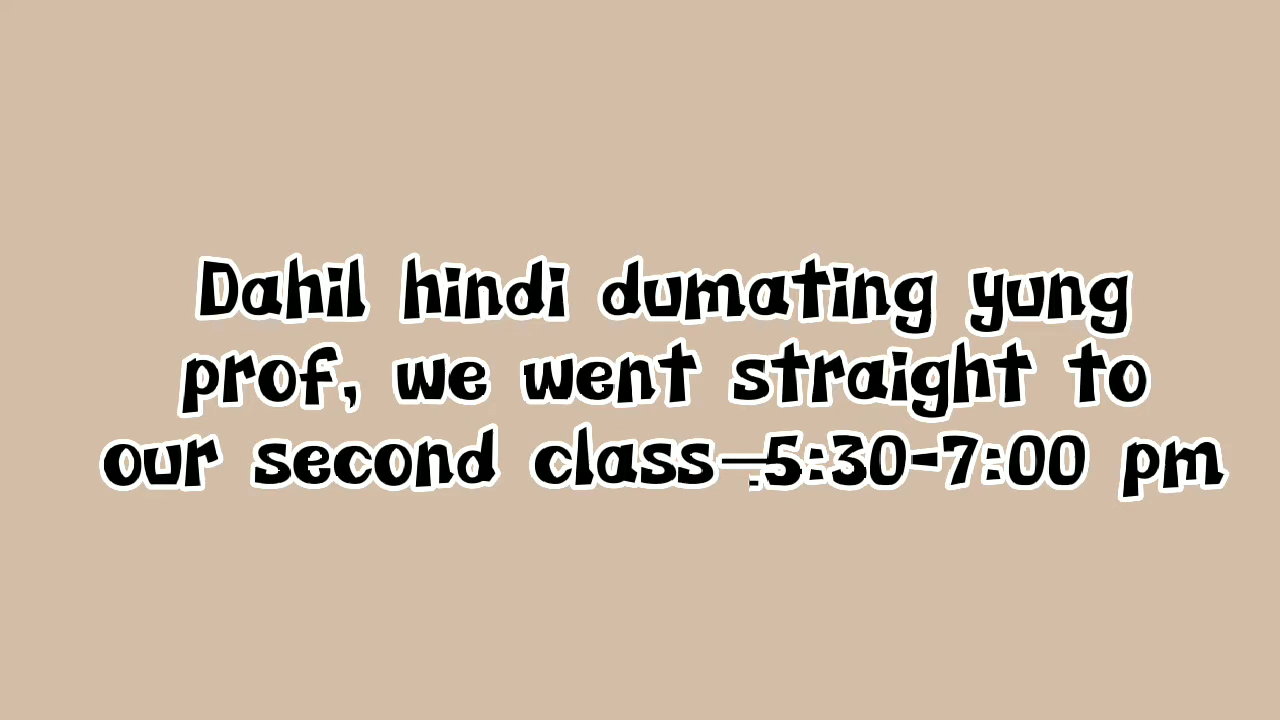 Dahil hindi dumating yung
prof, we went straight to
our second class—5:30-7:00 pm